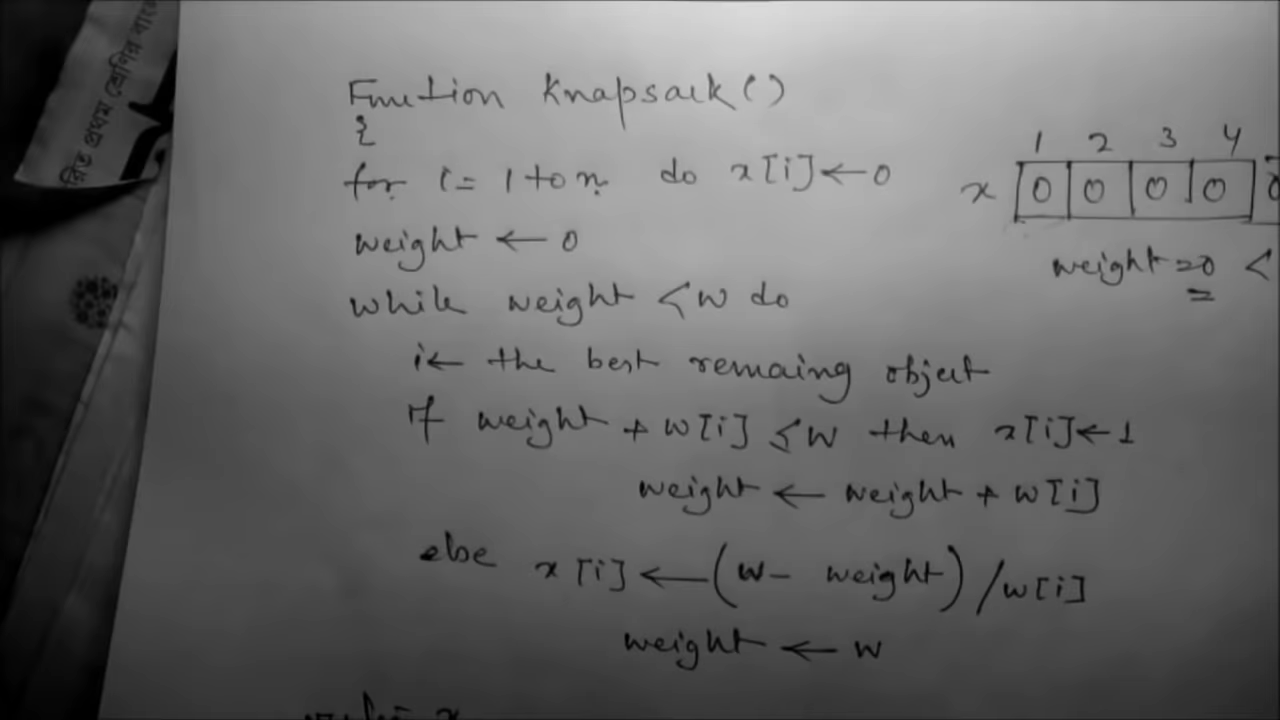 রিত প্রথম শ্রেণির
Function Knapsack()
{
for i = 1 to n do x[i] ← 0
weight ← 0
while weight < W do
i ← the best remaing object
if weight + w[i] ≤ W then x[i] ← 1
weight ← weight + w[i]
else x[i] ← (W - weight) / w[i]
weight ← W
x
1 2 3 4
x 0 0 0 0
weight = 0 <